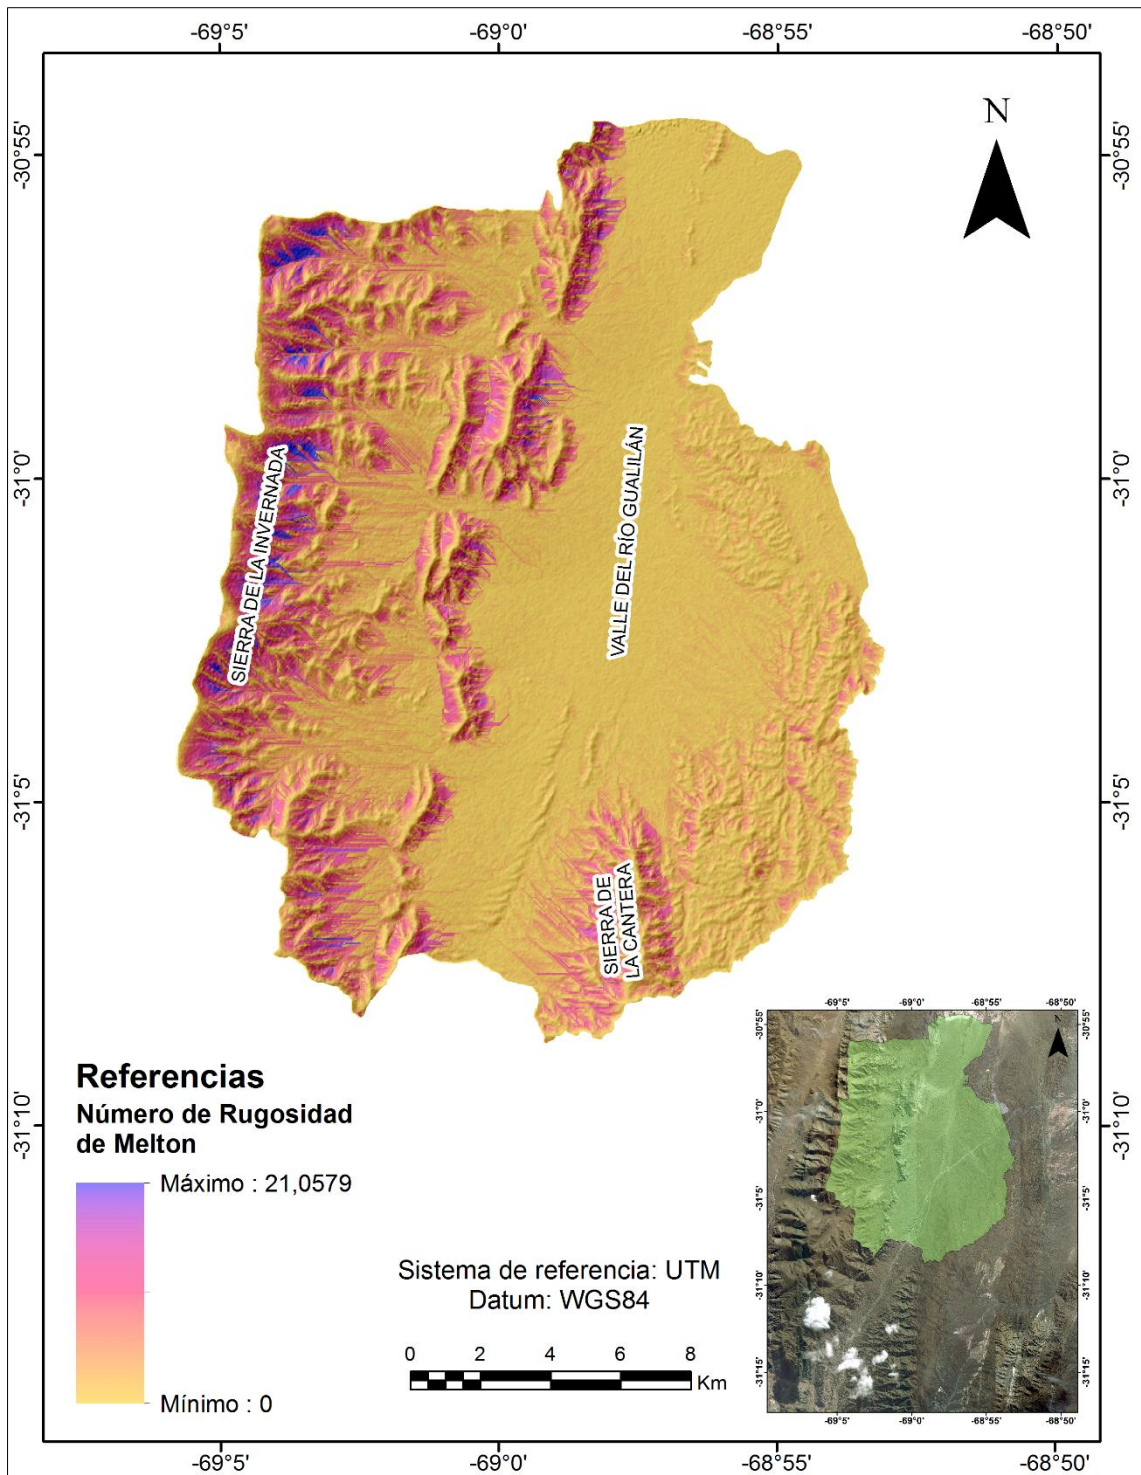 -69°5' -69°0' -68°55' -68°50'
N
-30°55' -30°55'
-31°0' -31°0'
SIERRA DE LA INVERNADA
VALLE DEL RÍO GUALILÁN
-31°5' -31°5'
SIERRA DE
LA CANTERA
-31°10' -31°10'
Referencias
Número de Rugosidad
de Melton
Máximo : 21,0579
Mínimo : 0
Sistema de referencia: UTM
Datum: WGS84
0 2 4 6 8
Km
-69°5' -69°0' -68°55' -68°50'
N
-30°55' -30°55'
-31°0' -31°0'
-31°5' -31°5'
-31°10' -31°10'
-31°15' -31°15'
-69°5' -69°0' -68°55' -68°50'
-69°5' -69°0' -68°55' -68°50'